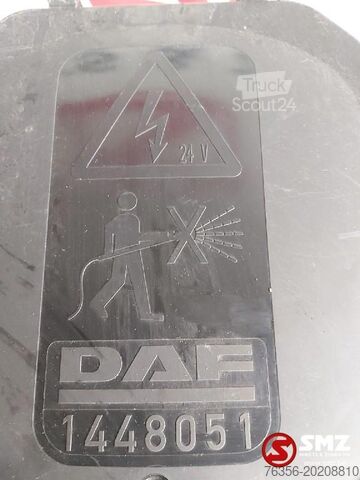 Truck
Scout24
24 V
DAF
1448051
SMZ
76356-20208810